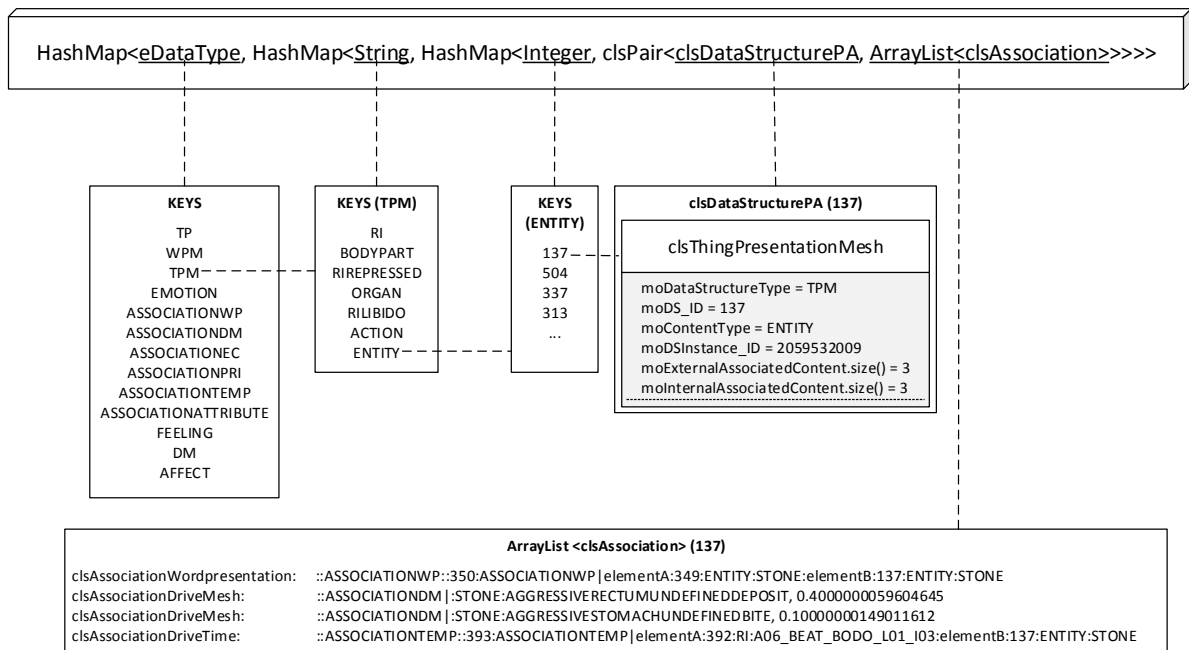 HashMap<eDataType, HashMap<String, HashMap<Integer, clsPair<clsDataStructurePA, ArrayList<clsAssociation>>>>>
KEYS
TP
WPM
TPM
EMOTION
ASSOCIATIONWP
ASSOCIATIONDM
ASSOCIATIONEC
ASSOCIATIONPRI
ASSOCIATIONTEMP
ASSOCIATIONATTRIBUTE
FEELING
DM
AFFECT
KEYS (TPM)
RI
BODYPART
RIREPRESSED
ORGAN
RILIBIDO
ACTION
ENTITY
KEYS
(ENTITY)
137
504
337
313
...
clsDataStructurePA (137)
clsThingPresentationMesh
moDataStructureType = TPM
moDS_ID = 137
moContentType = ENTITY
moDSInstance_ID = 2059532009
moExternalAssociatedContent.size() = 3
moInternalAssociatedContent.size() = 3
ArrayList <clsAssociation> (137)
clsAssociationWordpresentation: ::ASSOCIATIONWP::350:ASSOCIATIONWP|elementA:349:ENTITY:STONE:elementB:137:ENTITY:STONE
clsAssociationDriveMesh: ::ASSOCIATIONDM|:STONE:AGGRESSIVERECTUMUNDEFINEDDEPOSIT, 0.4000000059604645
clsAssociationDriveMesh: ::ASSOCIATIONDM|:STONE:AGGRESSIVESTOMACHUNDEFINEDBITE, 0.10000000149011612
clsAssociationDriveTime: ::ASSOCIATIONTEMP::393:ASSOCIATIONTEMP|elementA:392:RI:A06_BEAT_BODO_L01_I03:elementB:137:ENTITY:STONE